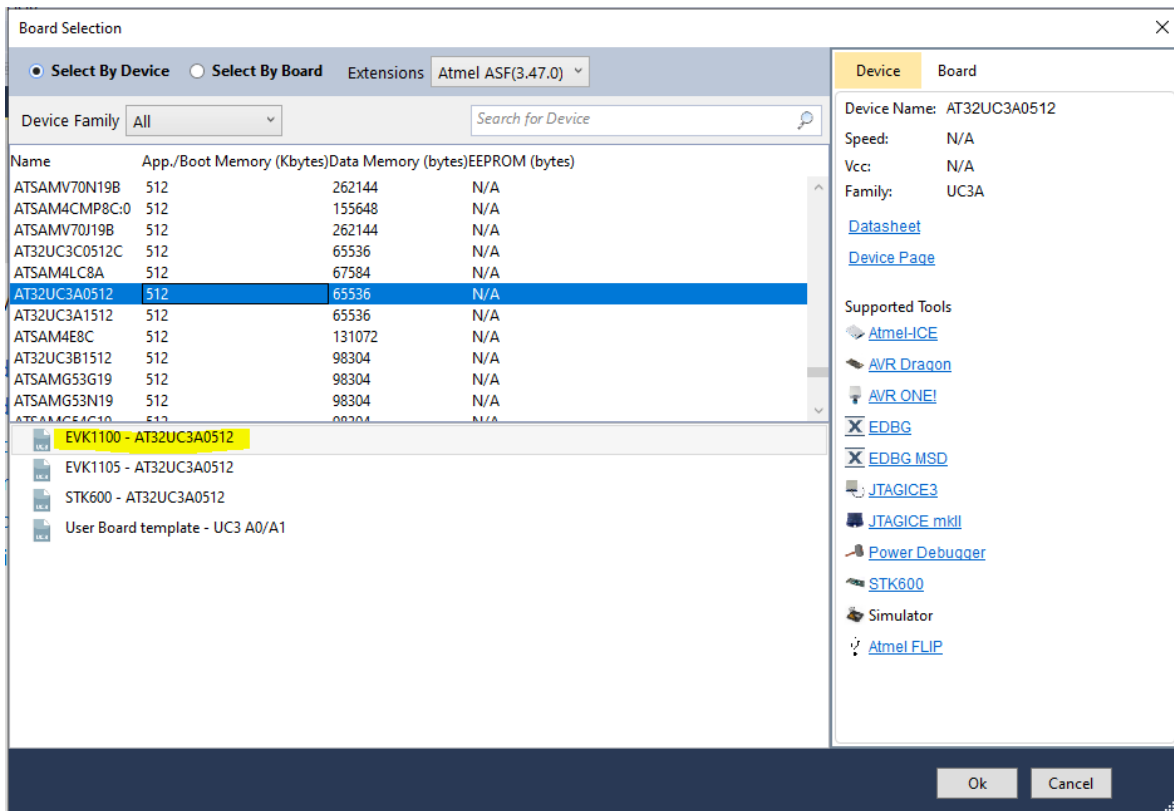 Board Selection
Select By Device Select By Board Extensions Atmel ASF(3.47.0)
Device Family All Search for Device
Name App./Boot Memory (Kbytes) Data Memory (bytes) EEPROM (bytes)
ATSAMV70N19B 512 262144 N/A
ATSAM4CMP8C:0 512 155648 N/A
ATSAMV70J19B 512 262144 N/A
AT32UC3C0512C 512 65536 N/A
ATSAM4LC8A 512 67584 N/A
AT32UC3A0512 512 65536 N/A
AT32UC3A1512 512 65536 N/A
ATSAM4E8C 512 131072 N/A
AT32UC3B1512 512 98304 N/A
ATSAMG53G19 512 98304 N/A
ATSAMG53N19 512 98304 N/A
EVK1100 - AT32UC3A0512
EVK1105 - AT32UC3A0512
STK600 - AT32UC3A0512
User Board template - UC3 A0/A1
Device Board
Device Name: AT32UC3A0512
Speed: N/A
Vcc: N/A
Family: UC3A
Datasheet
Device Page
Supported Tools
Atmel-ICE
AVR Dragon
AVR ONE!
EDBG
EDBG MSD
JTAGICE3
JTAGICE mkII
Power Debugger
STK600
Simulator
Atmel FLIP
Ok Cancel